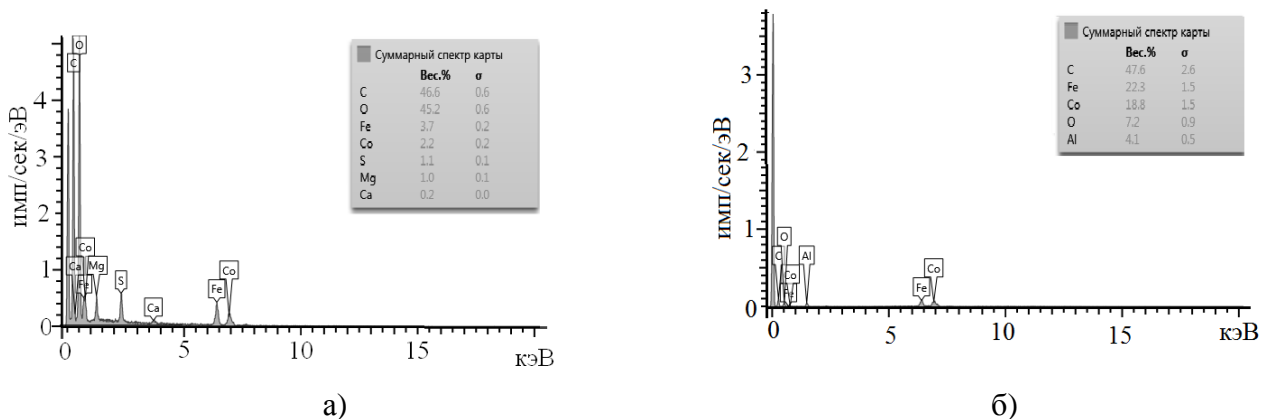 Суммарный спектр карты
Вес.% σ
C 46.6 0.6
O 45.2 0.6
Fe 3.7 0.2
Co 2.2 0.2
S 1.1 0.1
Mg 1.0 0.1
Ca 0.2 0.0
имп/сек/эВ
4
3
2
1
0
C
O
Ca
Co
Fe
Mg
S
Ca
Fe
Co
0 5 10 15 кэВ
а)
Суммарный спектр карты
Вес.% σ
C 47.6 2.6
Fe 22.3 1.5
Co 18.8 1.5
O 7.2 0.9
Al 4.1 0.5
имп/сек/эВ
3
2
1
0
C
O
Co
Fe
Al
Fe
Co
0 5 10 15 кэВ
б)